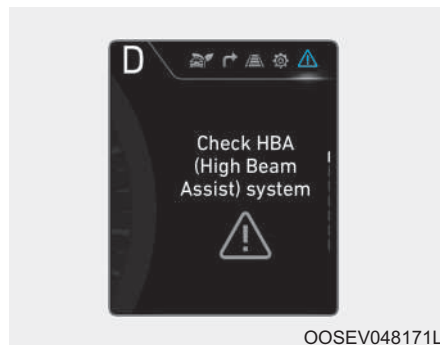 D
Check HBA
(High Beam
Assist) system
OOSEV048171L